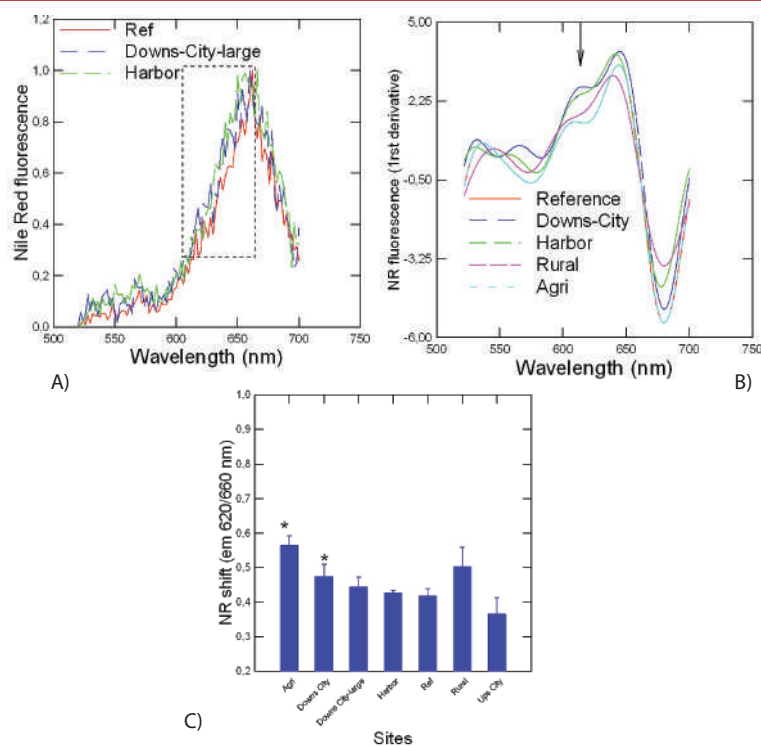 1,2
1,0
0,8
0,6
0,4
0,2
0,0
Nile Red fluorescence
Ref
Downs-City-large
Harbor
500 550 600 650 700 750
Wavelength (nm)
A)
5,00
2,25
-0,50
-3,25
-6,00
NR fluorescence (1rst derivative)
Reference
Downs-City
Harbor
Rural
Agri
500 550 600 650 700 750
Wavelength (nm)
B)
1,0
0,9
0,8
0,7
0,6
0,5
0,4
0,3
0,2
NR shift (em 620/660 nm)
* *
Agri Downs City Downs City-large Harbor Ref Rural Ups City
Sites
C)